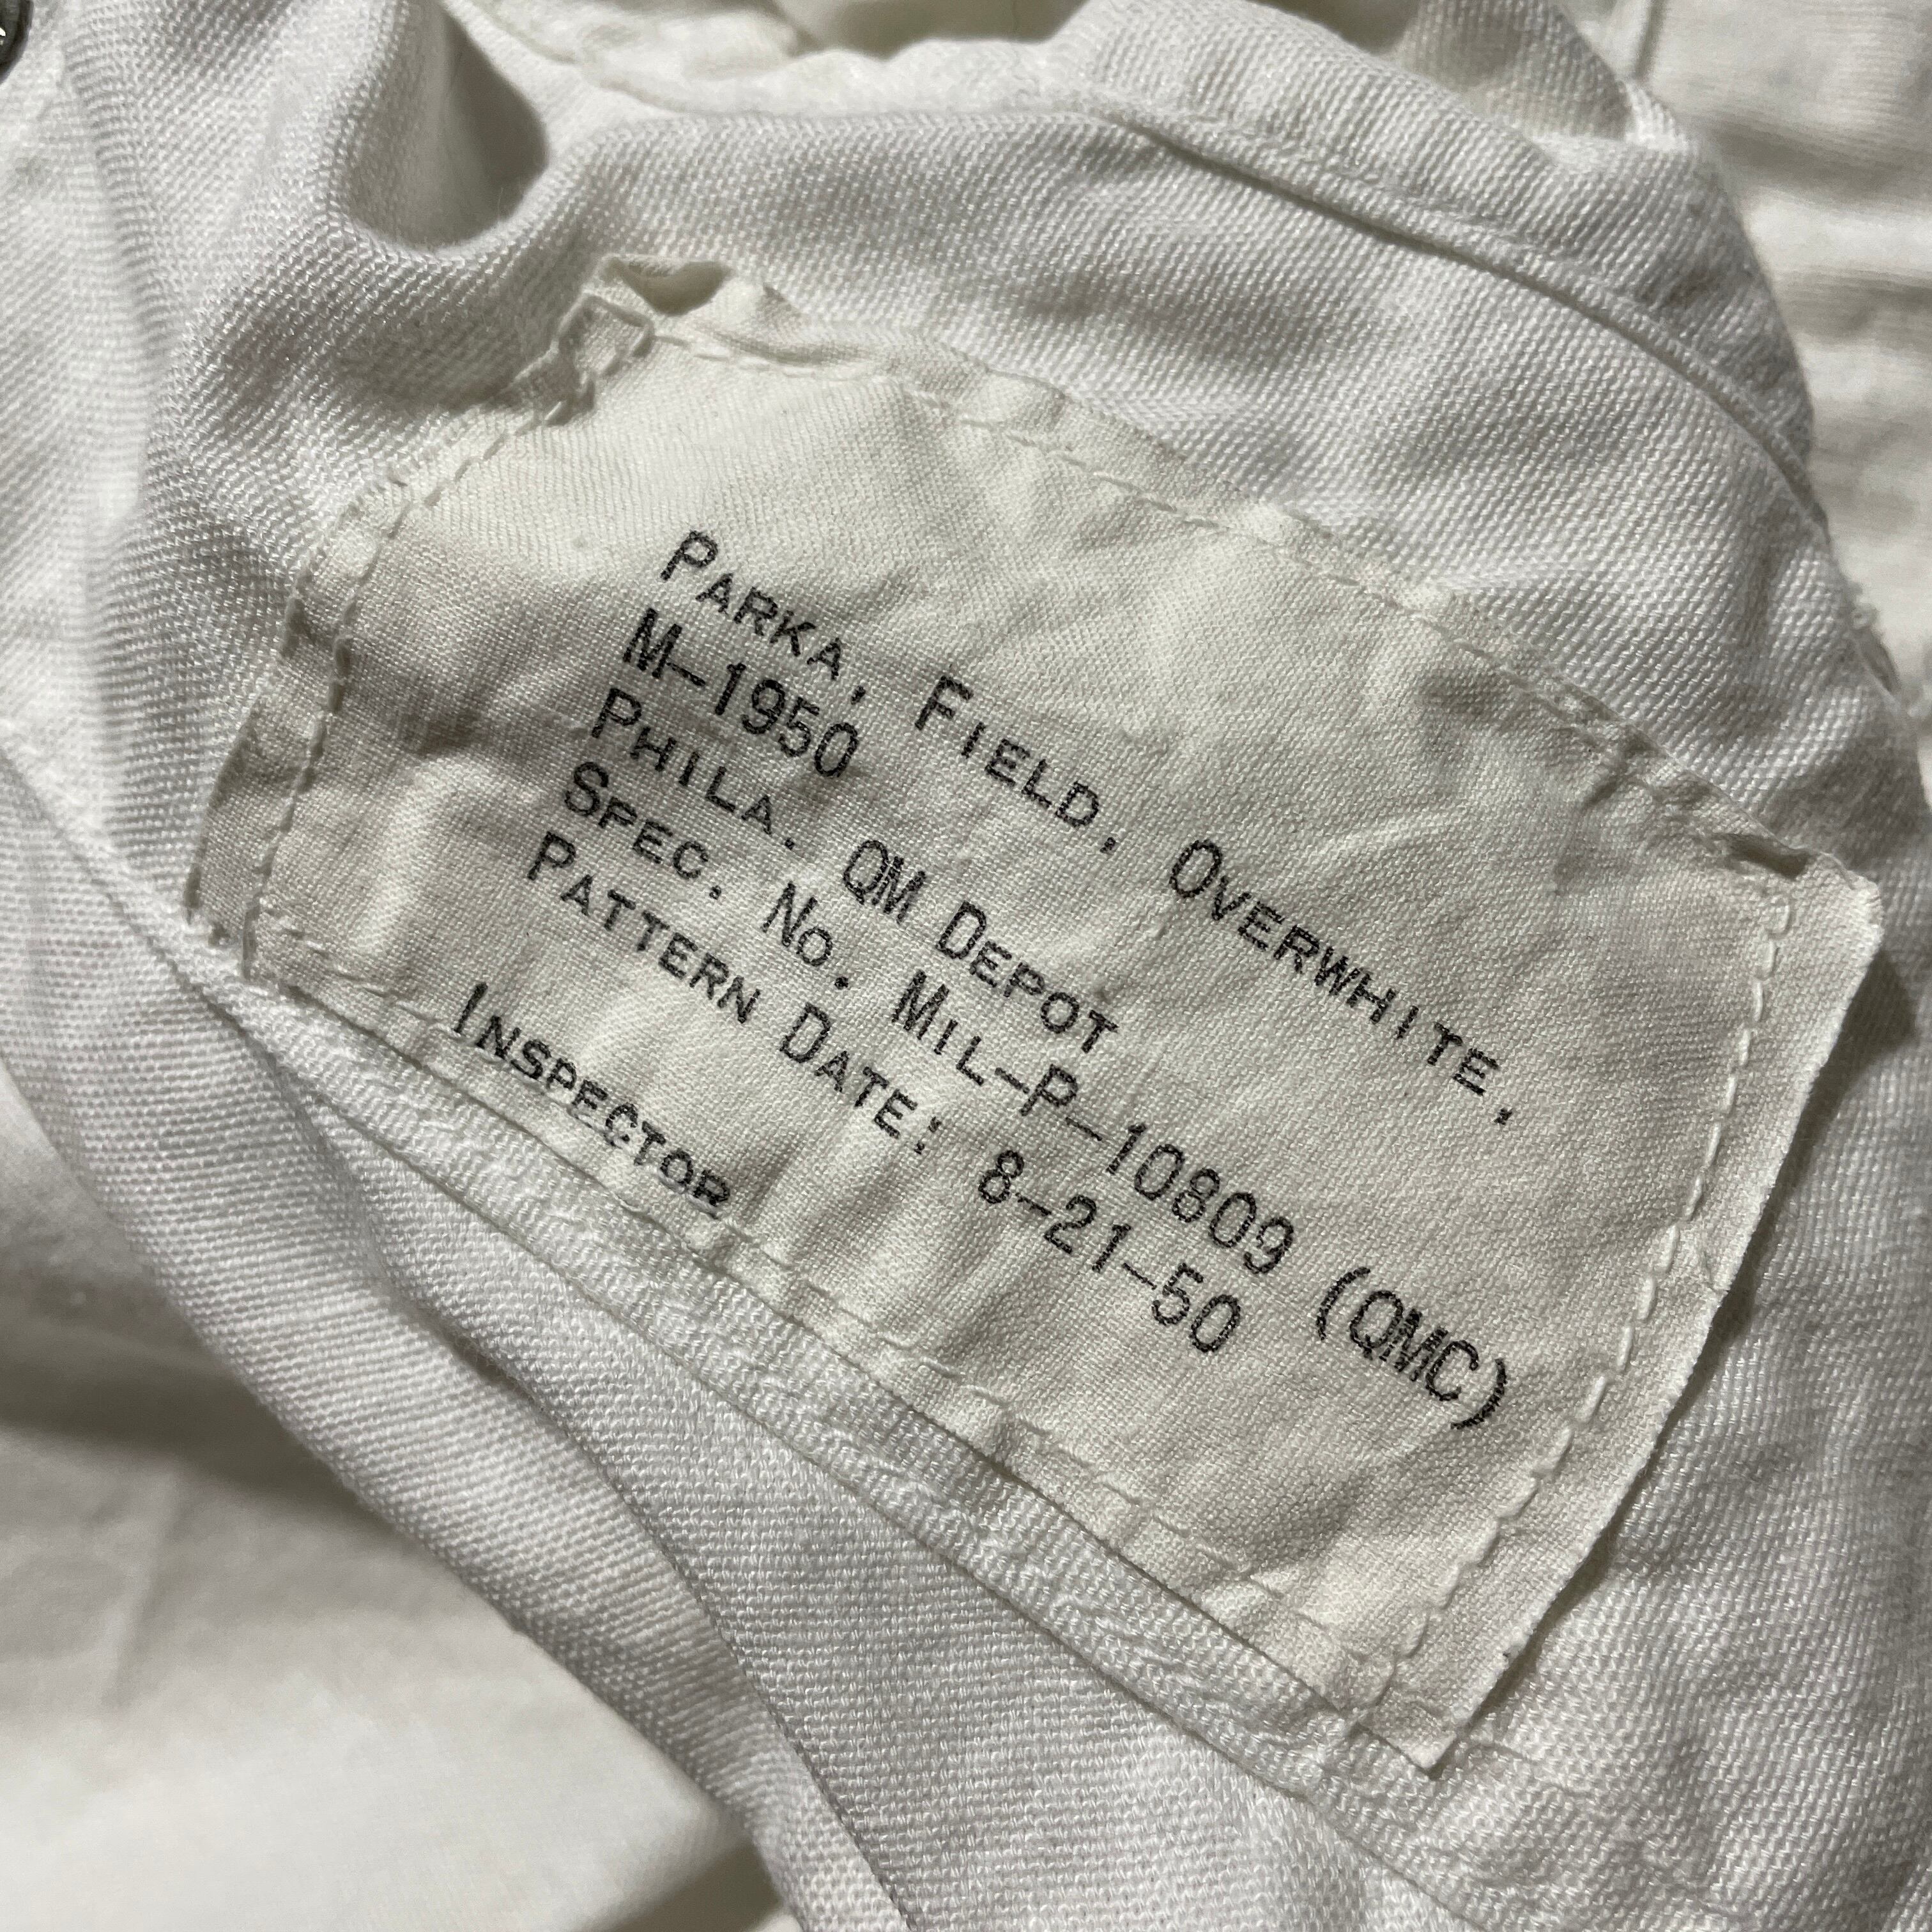 PARKA, FIELD, OVERWHITE,
M-1950
PHILA. QM DEPOT
SPEC. NO. MIL-P-10809 (QMC)
PATTERN DATE: 8-21-50
INSPECTOR